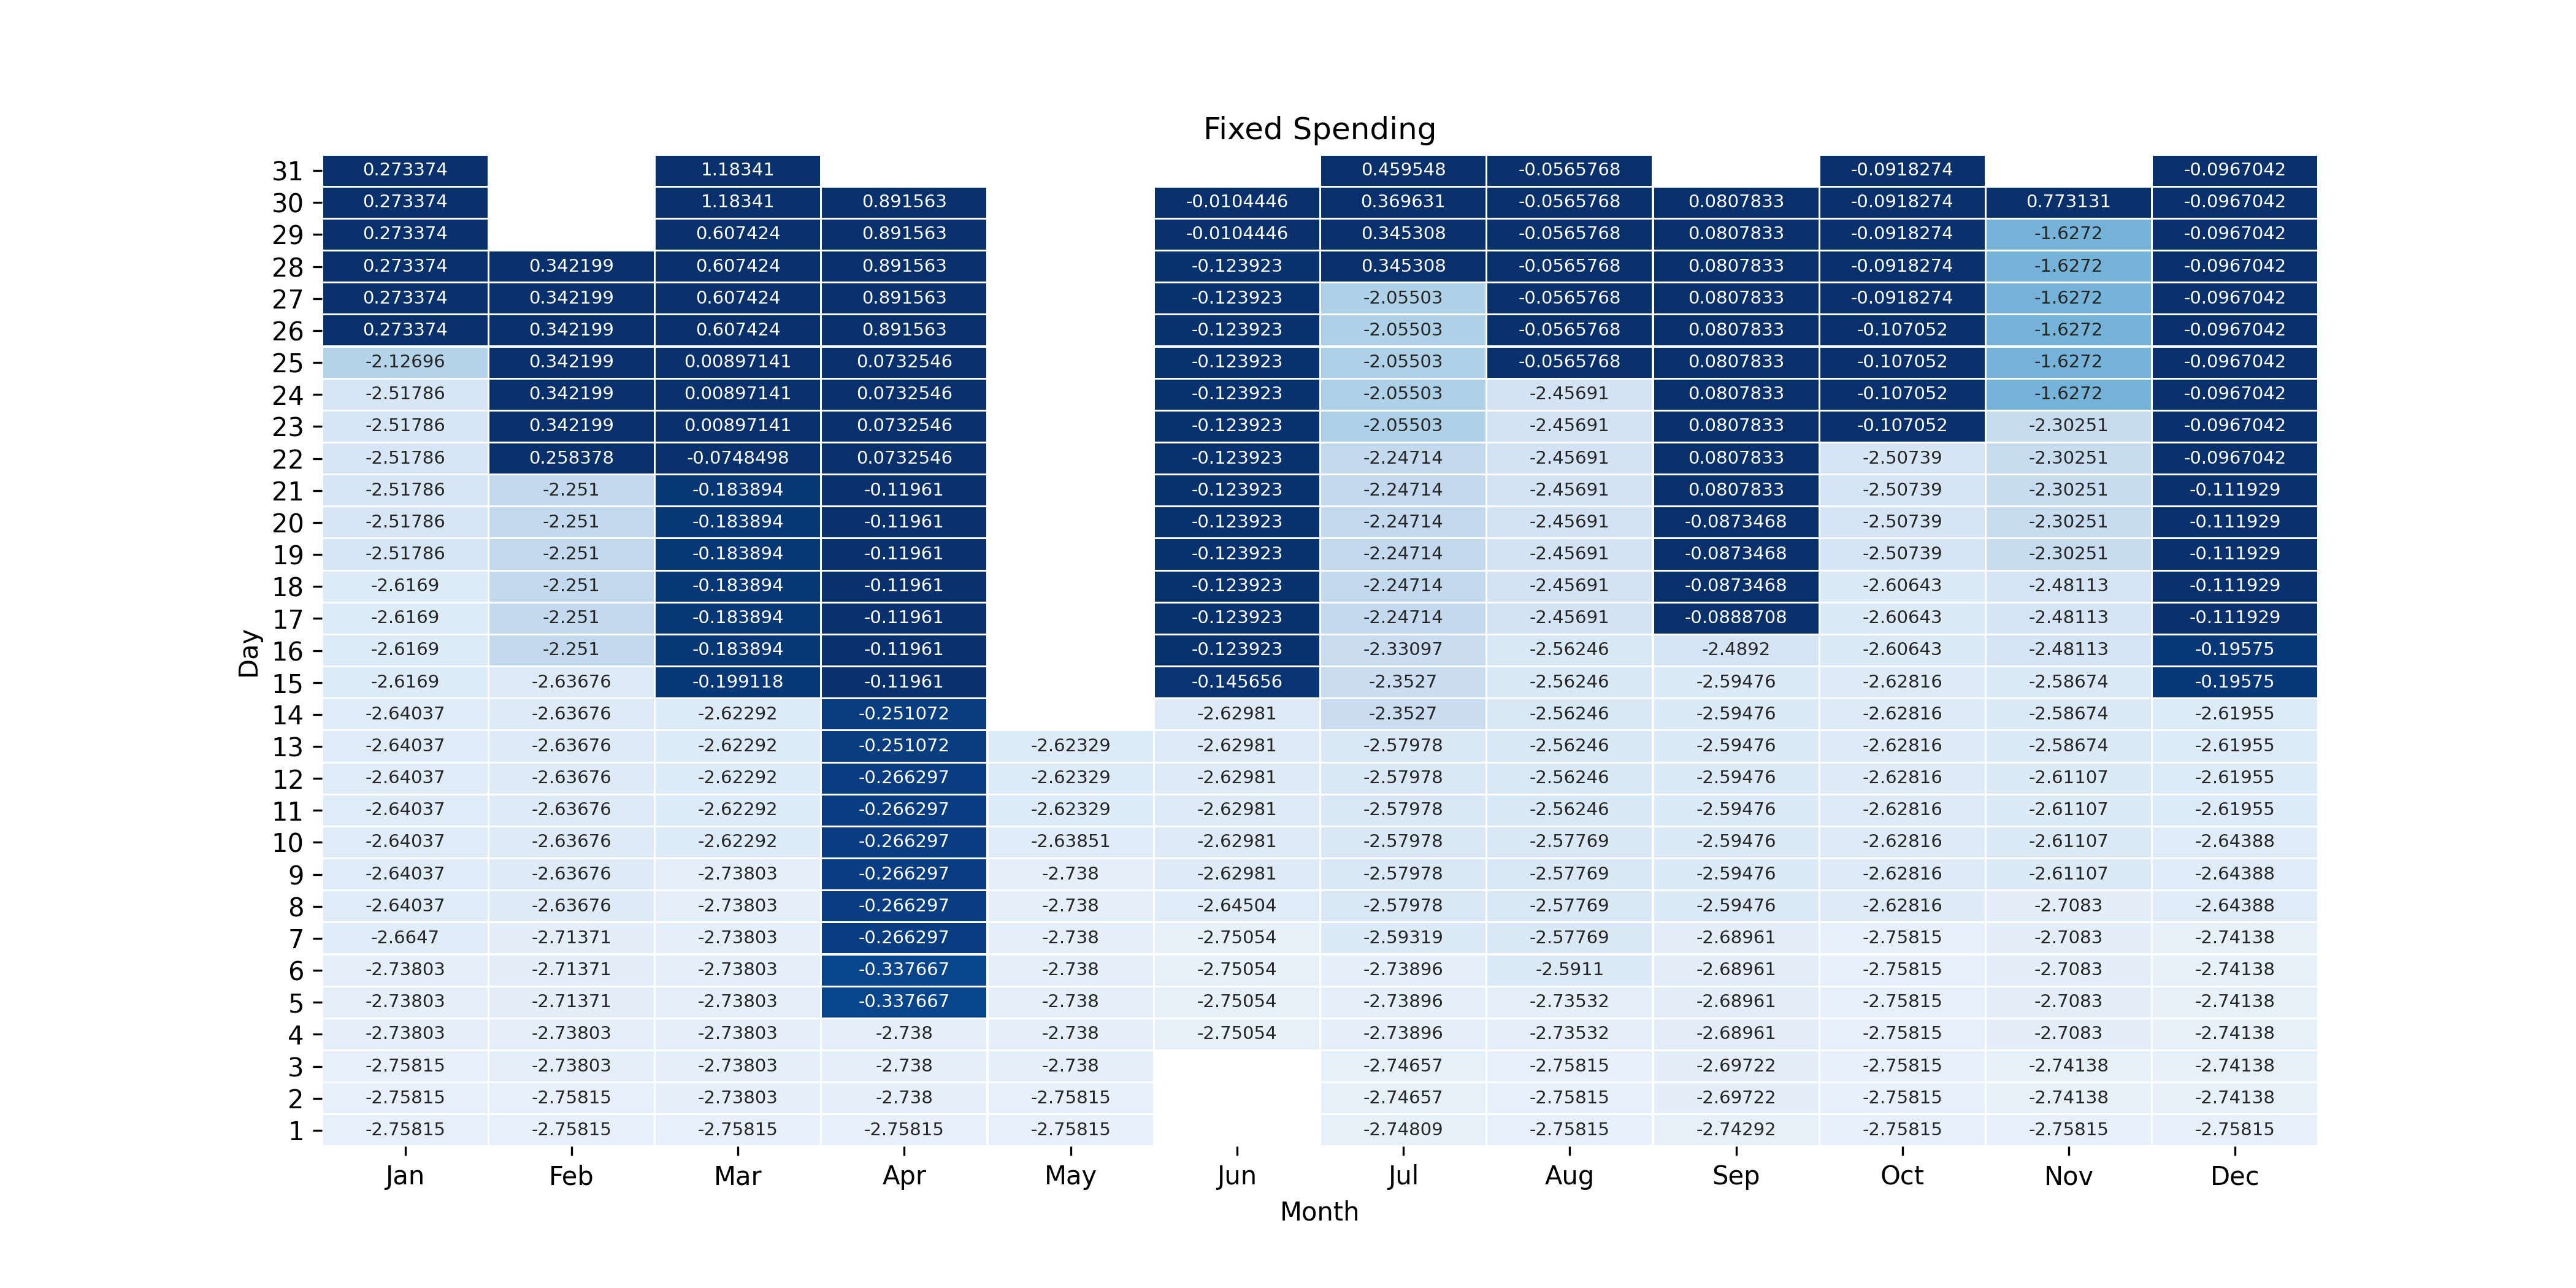 Fixed Spending
31 0.273374 1.18341 0.459548 -0.0565768 -0.0918274 -0.0967042
30 0.273374 1.18341 0.891563 -0.0104446 0.369631 -0.0565768 0.0807833 -0.0918274 0.773131 -0.0967042
29 0.273374 0.607424 0.891563 -0.0104446 0.345308 -0.0565768 0.0807833 -0.0918274 -1.6272 -0.0967042
28 0.273374 0.342199 0.607424 0.891563 -0.123923 0.345308 -0.0565768 0.0807833 -0.0918274 -1.6272 -0.0967042
27 0.273374 0.342199 0.607424 0.891563 -0.123923 -2.05503 -0.0565768 0.0807833 -0.0918274 -1.6272 -0.0967042
26 0.273374 0.342199 0.607424 0.891563 -0.123923 -2.05503 -0.0565768 0.0807833 -0.107052 -1.6272 -0.0967042
25 -2.12696 0.342199 0.00897141 0.0732546 -0.123923 -2.05503 -0.0565768 0.0807833 -0.107052 -1.6272 -0.0967042
24 -2.51786 0.342199 0.00897141 0.0732546 -0.123923 -2.05503 -2.45691 0.0807833 -0.107052 -1.6272 -0.0967042
23 -2.51786 0.342199 0.00897141 0.0732546 -0.123923 -2.05503 -2.45691 0.0807833 -0.107052 -2.30251 -0.0967042
22 -2.51786 0.258378 -0.0748498 0.0732546 -0.123923 -2.24714 -2.45691 0.0807833 -2.50739 -2.30251 -0.0967042
21 -2.51786 -2.251 -0.183894 -0.11961 -0.123923 -2.24714 -2.45691 0.0807833 -2.50739 -2.30251 -0.111929
20 -2.51786 -2.251 -0.183894 -0.11961 -0.123923 -2.24714 -2.45691 -0.0873468 -2.50739 -2.30251 -0.111929
19 -2.51786 -2.251 -0.183894 -0.11961 -0.123923 -2.24714 -2.45691 -0.0873468 -2.50739 -2.30251 -0.111929
18 -2.6169 -2.251 -0.183894 -0.11961 -0.123923 -2.24714 -2.45691 -0.0873468 -2.60643 -2.48113 -0.111929
17 -2.6169 -2.251 -0.183894 -0.11961 -0.123923 -2.24714 -2.45691 -0.0888708 -2.60643 -2.48113 -0.111929
16 -2.6169 -2.251 -0.183894 -0.11961 -0.123923 -2.33097 -2.56246 -2.4892 -2.60643 -2.48113 -0.19575
Day
15 -2.6169 -2.63676 -0.199118 -0.11961 -0.145656 -2.3527 -2.56246 -2.59476 -2.62816 -2.58674 -0.19575
14 -2.64037 -2.63676 -2.62292 -0.251072 -2.62981 -2.3527 -2.56246 -2.59476 -2.62816 -2.58674 -2.61955
13 -2.64037 -2.63676 -2.62292 -0.251072 -2.62329 -2.62981 -2.57978 -2.56246 -2.59476 -2.62816 -2.58674 -2.61955
12 -2.64037 -2.63676 -2.62292 -0.266297 -2.62329 -2.62981 -2.57978 -2.56246 -2.59476 -2.62816 -2.61107 -2.61955
11 -2.64037 -2.63676 -2.62292 -0.266297 -2.62329 -2.62981 -2.57978 -2.56246 -2.59476 -2.62816 -2.61107 -2.61955
10 -2.64037 -2.63676 -2.62292 -0.266297 -2.63851 -2.62981 -2.57978 -2.57769 -2.59476 -2.62816 -2.61107 -2.64388
9 -2.64037 -2.63676 -2.73803 -0.266297 -2.738 -2.62981 -2.57978 -2.57769 -2.59476 -2.62816 -2.61107 -2.64388
8 -2.64037 -2.63676 -2.73803 -0.266297 -2.738 -2.64504 -2.57978 -2.57769 -2.59476 -2.62816 -2.7083 -2.64388
7 -2.6647 -2.71371 -2.73803 -0.266297 -2.738 -2.75054 -2.59319 -2.57769 -2.68961 -2.75815 -2.7083 -2.74138
6 -2.73803 -2.71371 -2.73803 -0.337667 -2.738 -2.75054 -2.73896 -2.5911 -2.68961 -2.75815 -2.7083 -2.74138
5 -2.73803 -2.71371 -2.73803 -0.337667 -2.738 -2.75054 -2.73896 -2.73532 -2.68961 -2.75815 -2.7083 -2.74138
4 -2.73803 -2.73803 -2.73803 -2.738 -2.738 -2.75054 -2.73896 -2.73532 -2.68961 -2.75815 -2.7083 -2.74138
3 -2.75815 -2.73803 -2.73803 -2.738 -2.738 -2.74657 -2.75815 -2.69722 -2.75815 -2.74138 -2.74138
2 -2.75815 -2.75815 -2.73803 -2.738 -2.75815 -2.74657 -2.75815 -2.69722 -2.75815 -2.74138 -2.74138
1 -2.75815 -2.75815 -2.75815 -2.75815 -2.75815 -2.74809 -2.75815 -2.74292 -2.75815 -2.75815 -2.75815
Jan Feb Mar Apr May Jun Jul Aug Sep Oct Nov Dec
Month